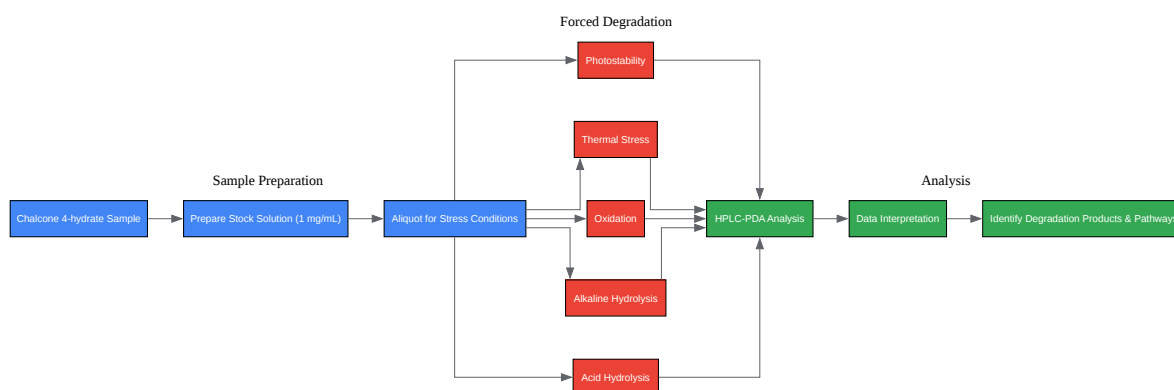 Forced Degradation
Photostability
Thermal Stress
Sample Preparation
Analysis
Chalcone 4-hydrate Sample
Prepare Stock Solution (1 mg/mL)
Aliquot for Stress Conditions
Oxidation
HPLC-PDA Analysis
Data Interpretation
Identify Degradation Products & Pathways
Alkaline Hydrolysis
Acid Hydrolysis